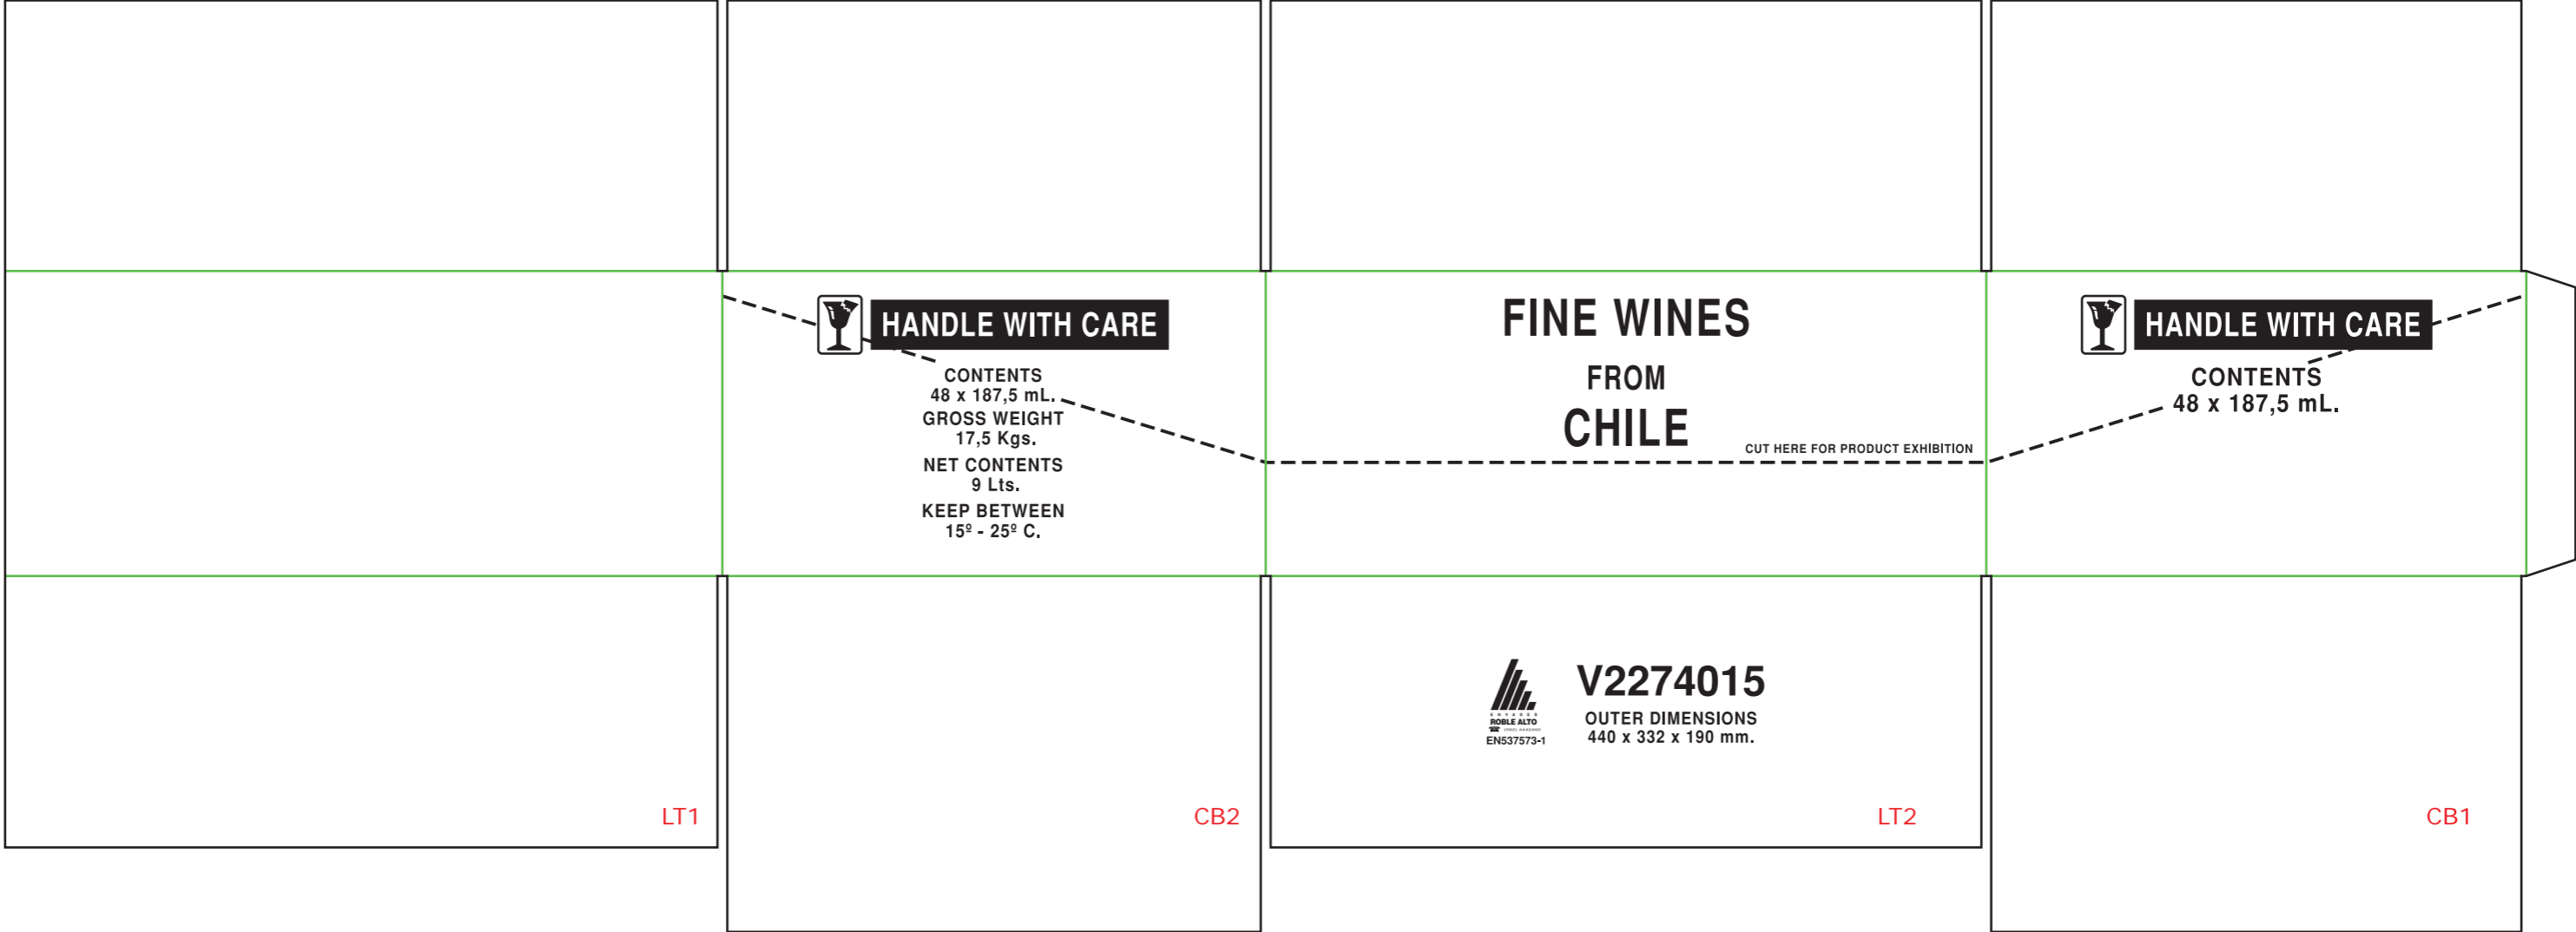 HANDLE WITH CARE
CONTENTS
48 x 187,5 mL.
GROSS WEIGHT
17,5 Kgs.
NET CONTENTS
9 Lts.
KEEP BETWEEN
15º - 25º C.
FINE WINES
FROM
CHILE
CUT HERE FOR PRODUCT EXHIBITION
HANDLE WITH CARE
CONTENTS
48 x 187,5 mL.
ENVASES
ROBLE ALTO
EN537573-1
V2274015
OUTER DIMENSIONS
440 x 332 x 190 mm.
LT1
CB2
LT2
CB1